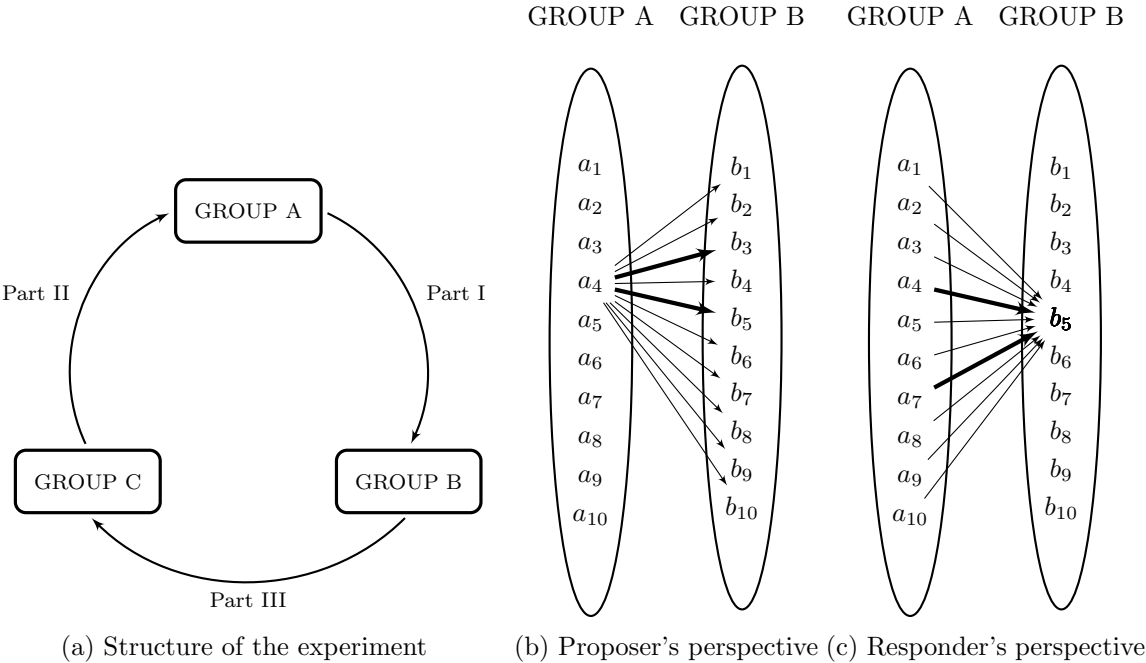 GROUP A
Part II
Part I
GROUP C
GROUP B
Part III
(a) Structure of the experiment
GROUP A GROUP B
a1 b1
a2 b2
a3 b3
a4 b4
a5 b5
a6 b6
a7 b7
a8 b8
a9 b9
a10 b10
(b) Proposer's perspective
GROUP A GROUP B
a1 b1
a2 b2
a3 b3
a4 b4
a5 b5
a6 b6
a7 b7
a8 b8
a9 b9
a10 b10
(c) Responder's perspective